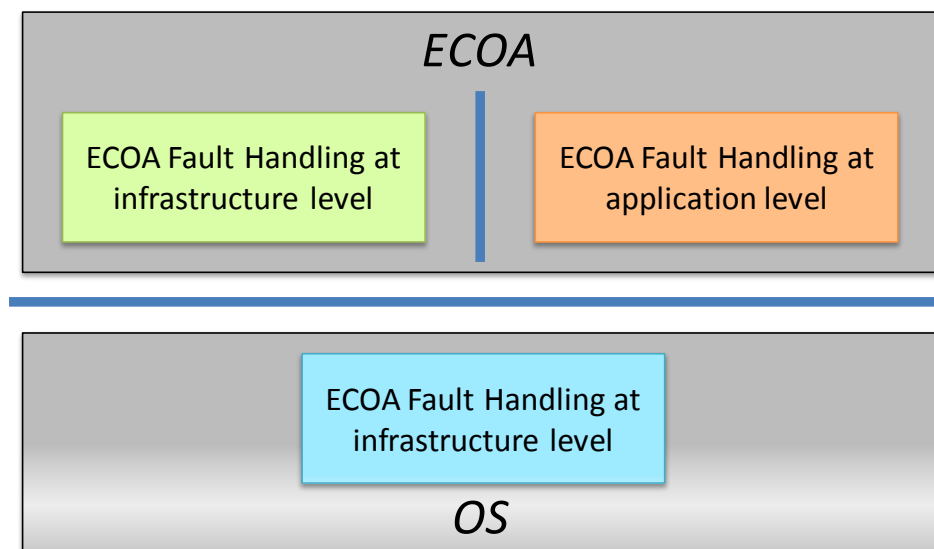 ECOA
ECOA Fault Handling at
infrastructure level
ECOA Fault Handling at
application level
ECOA Fault Handling at
infrastructure level
OS